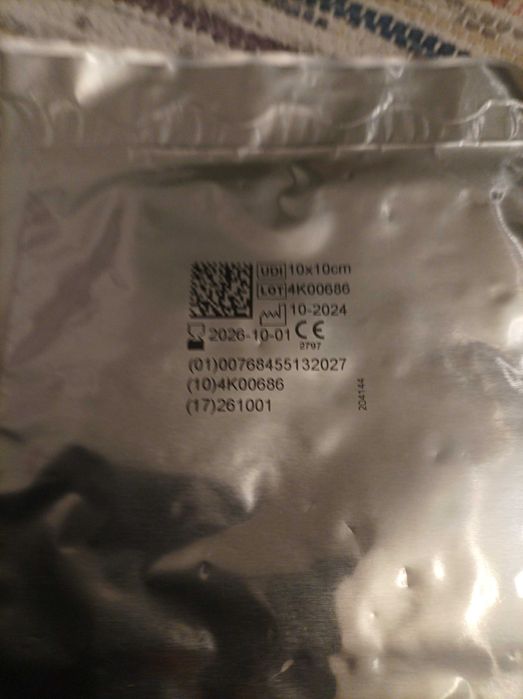 UDI 10x10cm
LOT 4K00686
10-2024
2026-10-01 CE
2797
(01)00768455132027
(10)4K00686
(17)261001
204144